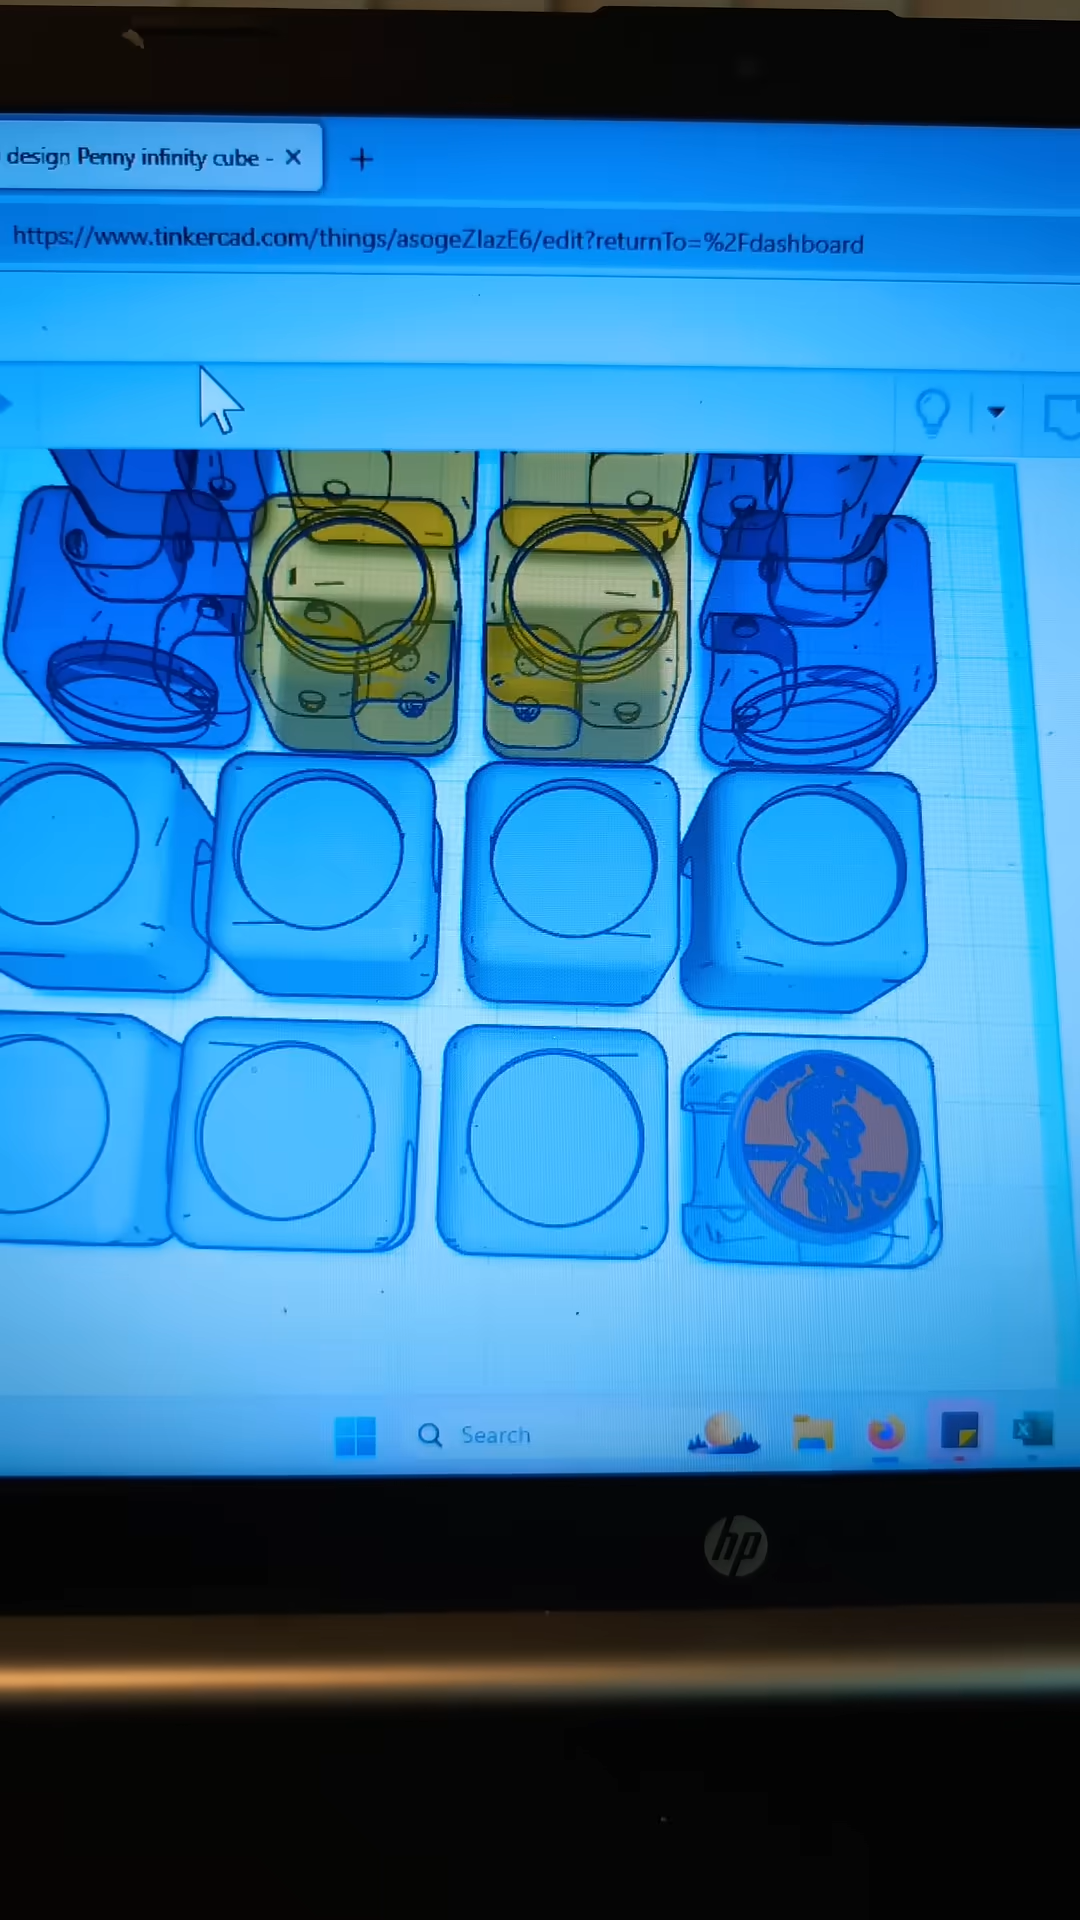 design Penny infinity cube -
https://www.tinkercad.com/things/asogeZlazE6/edit?returnTo=%2Fdashboard
Search
hp